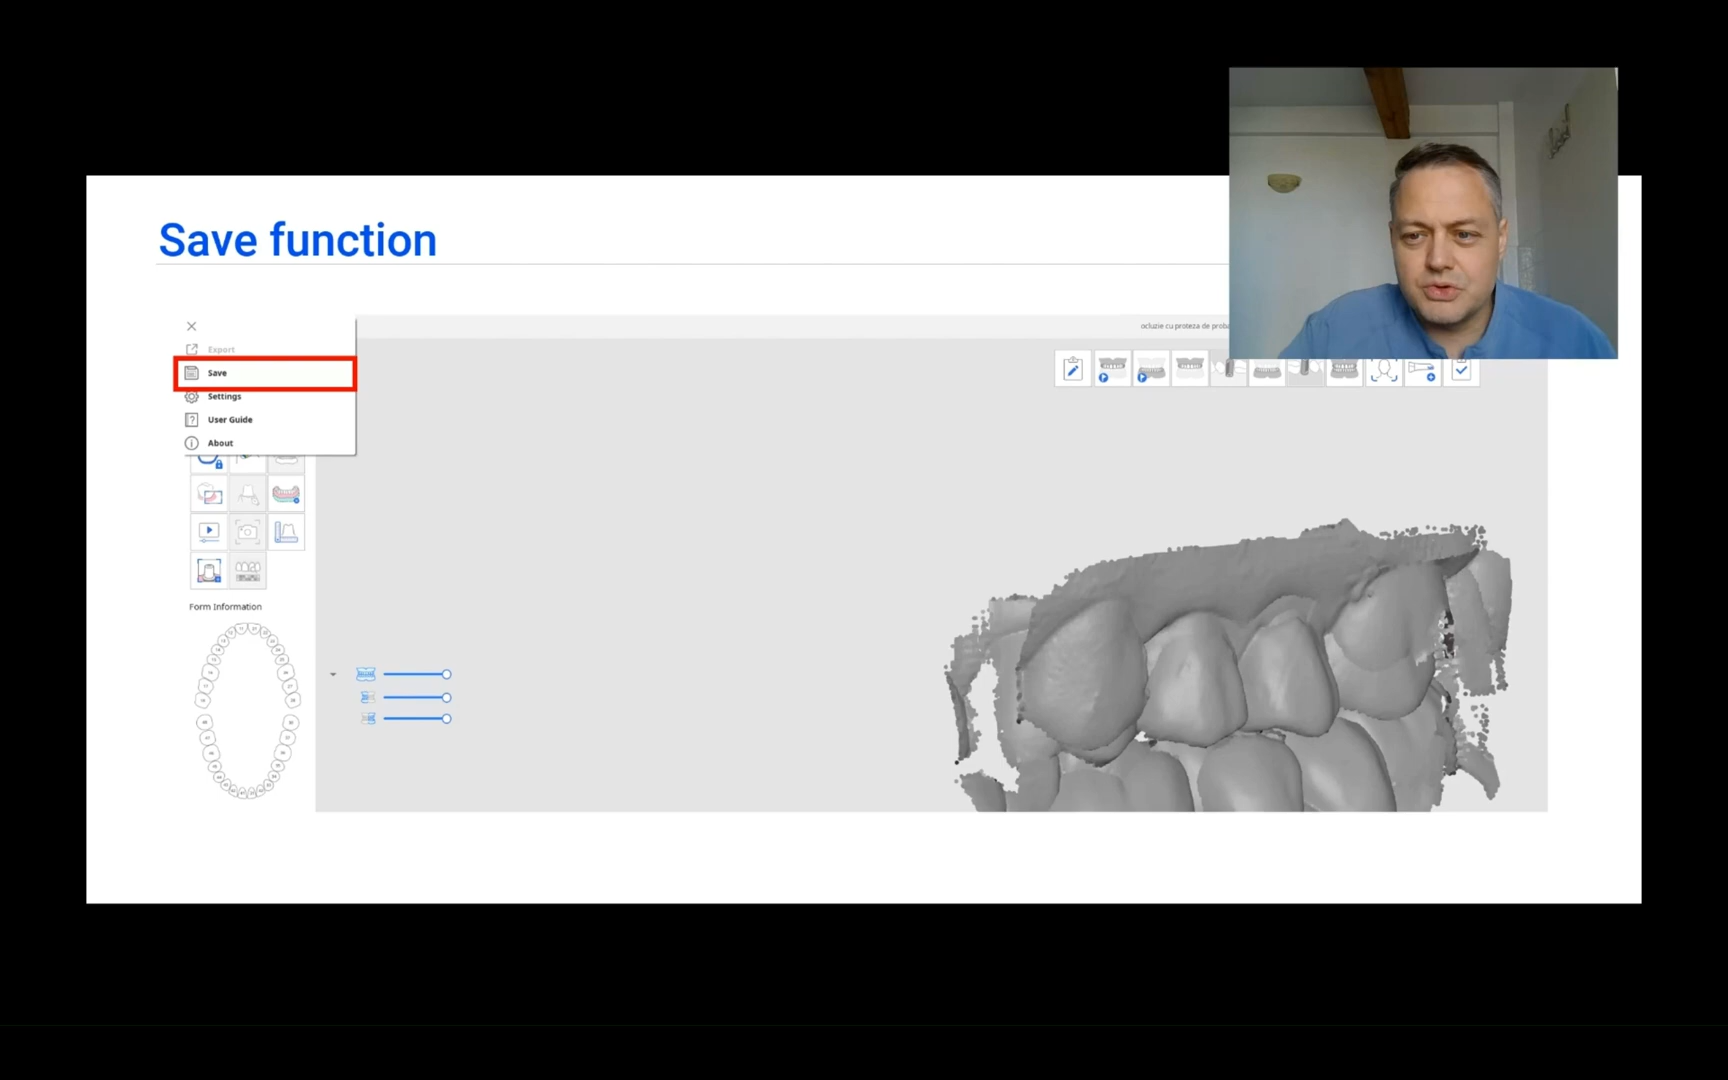 Save function
Export
Save
Settings
User Guide
About
ocluzie cu proteza de proba
Form Information